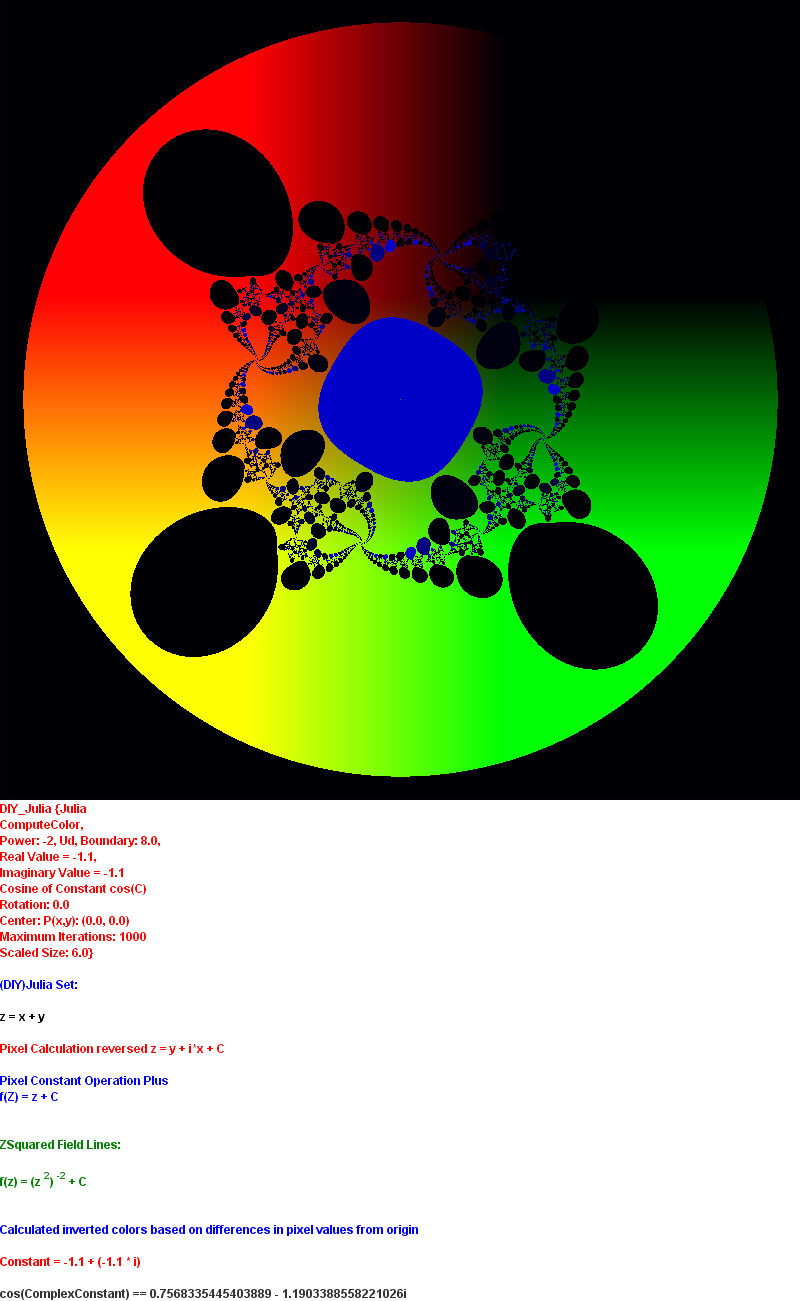 DIY_Julia {Julia
ComputeColor,
Power: -2, Ud, Boundary: 8.0,
Real Value = -1.1,
Imaginary Value = -1.1
Cosine of Constant cos(C)
Rotation: 0.0
Center: P(x,y): (0.0, 0.0)
Maximum Iterations: 1000
Scaled Size: 6.0}
(DIY)Julia Set:
z = x + y
Pixel Calculation reversed z = y + i*x + C
Pixel Constant Operation Plus
f(Z) = z + C
ZSquared Field Lines:
f(z) = (z 2) -2 + C
Calculated inverted colors based on differences in pixel values from origin
Constant = -1.1 + (-1.1 * i)
cos(ComplexConstant) == 0.7568335445403889 - 1.1903388558221026i